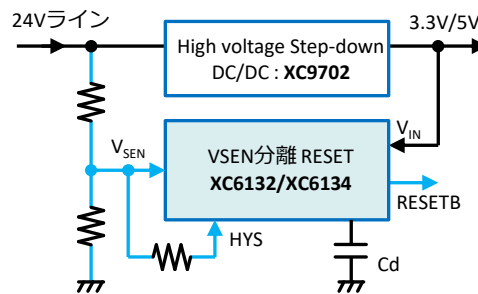 24Vライン
3.3V/5V
High voltage Step-down
DC/DC : XC9702
VIN
VSEN
VSEN分離 RESET
XC6132/XC6134
RESETB
HYS
Cd